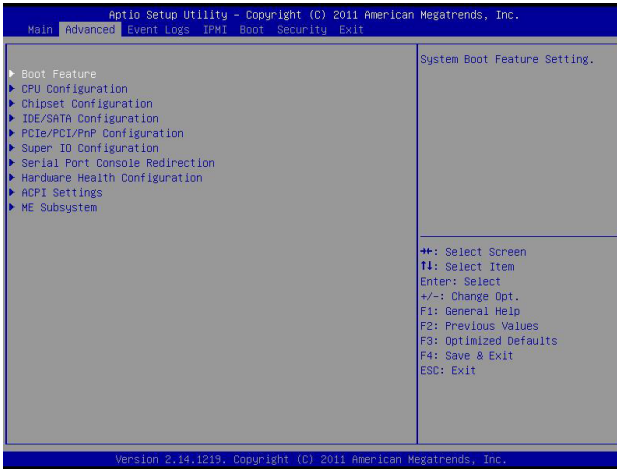 Aptio Setup Utility – Copyright (C) 2011 American Megatrends, Inc.
Main Advanced Event Logs IPMI Boot Security Exit
System Boot Feature Setting.
▶ Boot Feature
▶ CPU Configuration
▶ Chipset Configuration
▶ IDE/SATA Configuration
▶ PCIe/PCI/PnP Configuration
▶ Super IO Configuration
▶ Serial Port Console Redirection
▶ Hardware Health Configuration
▶ ACPI Settings
▶ ME Subsystem
→←: Select Screen
↑↓: Select Item
Enter: Select
+/-: Change Opt.
F1: General Help
F2: Previous Values
F3: Optimized Defaults
F4: Save & Exit
ESC: Exit
Version 2.14.1219. Copyright (C) 2011 American Megatrends, Inc.